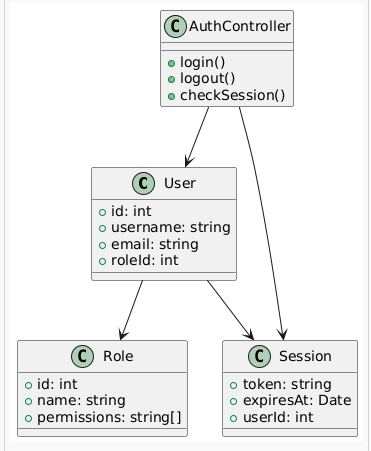 C AuthController
login()
logout()
checkSession()
C User
id: int
username: string
email: string
roleId: int
C Role
id: int
name: string
permissions: string[]
C Session
token: string
expiresAt: Date
userId: int